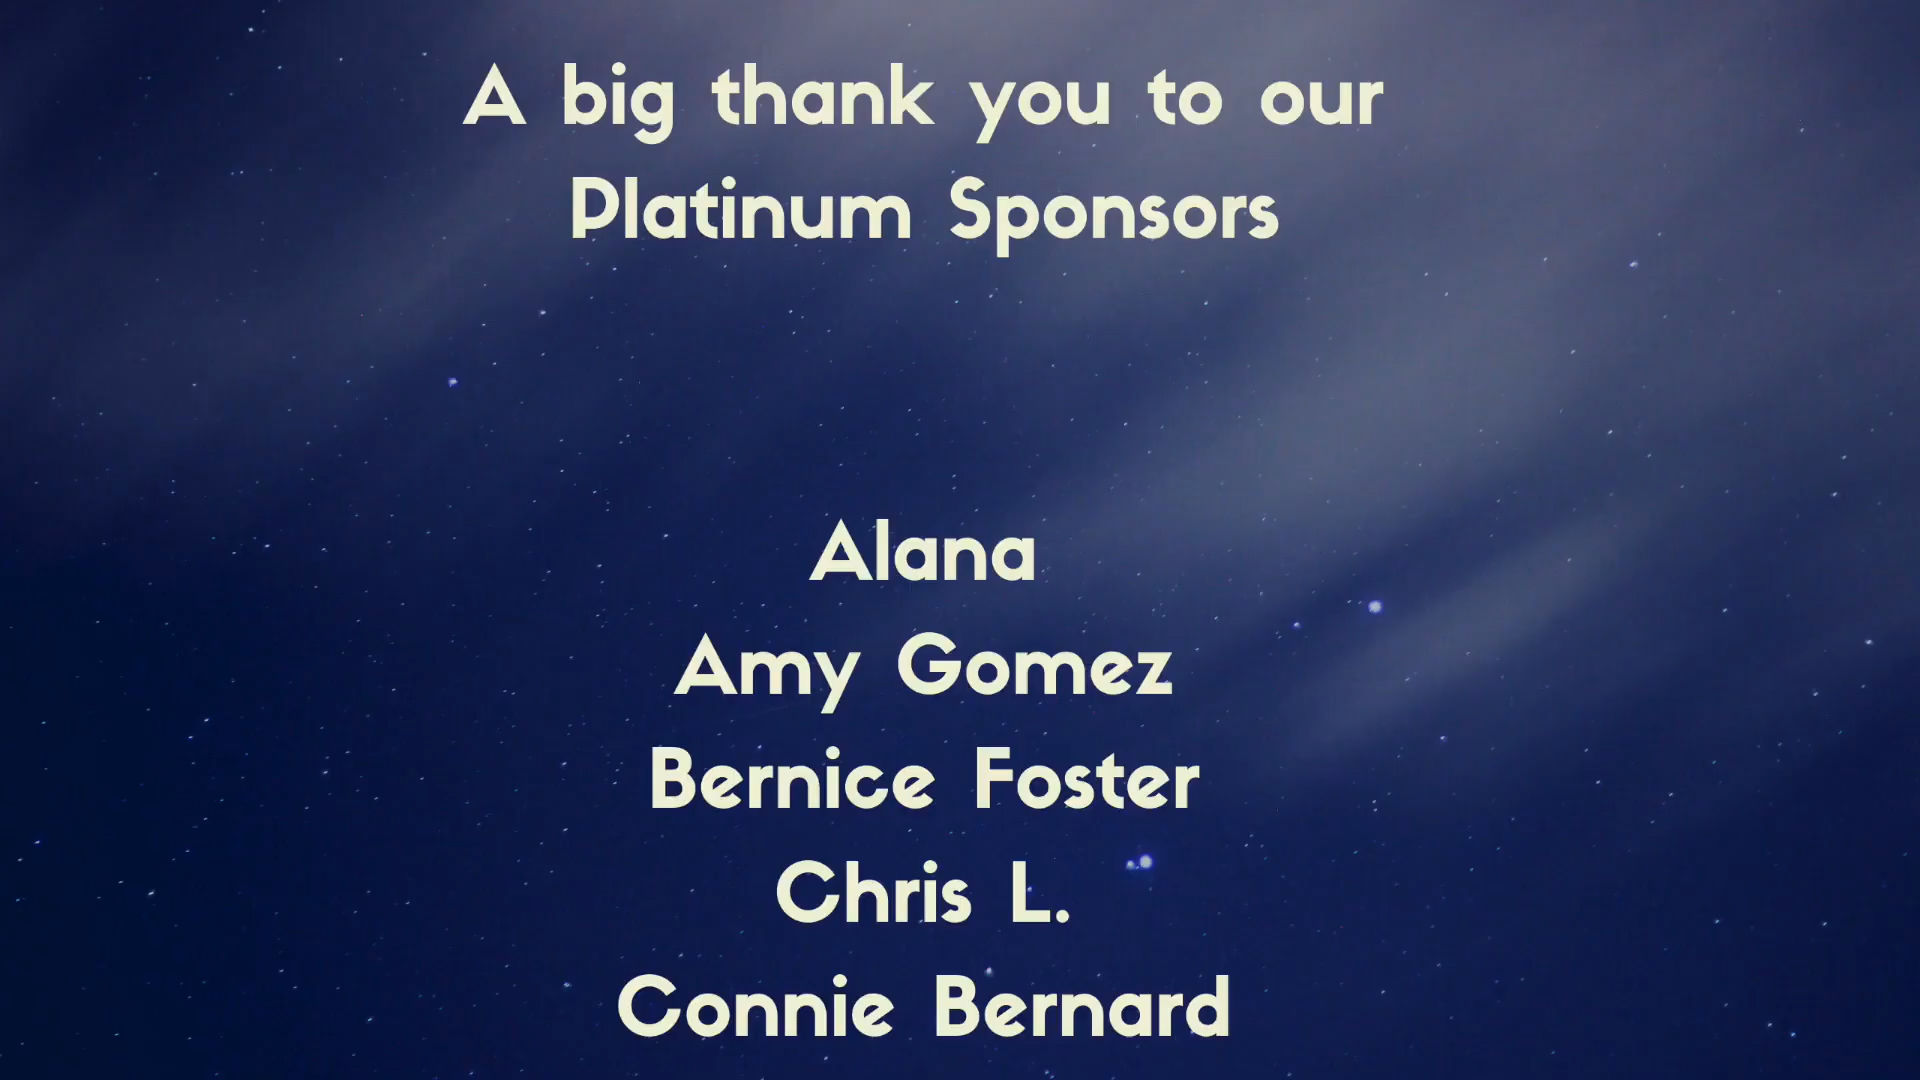 A big thank you to our
Platinum Sponsors
Alana
Amy Gomez
Bernice Foster
Chris L.
Connie Bernard